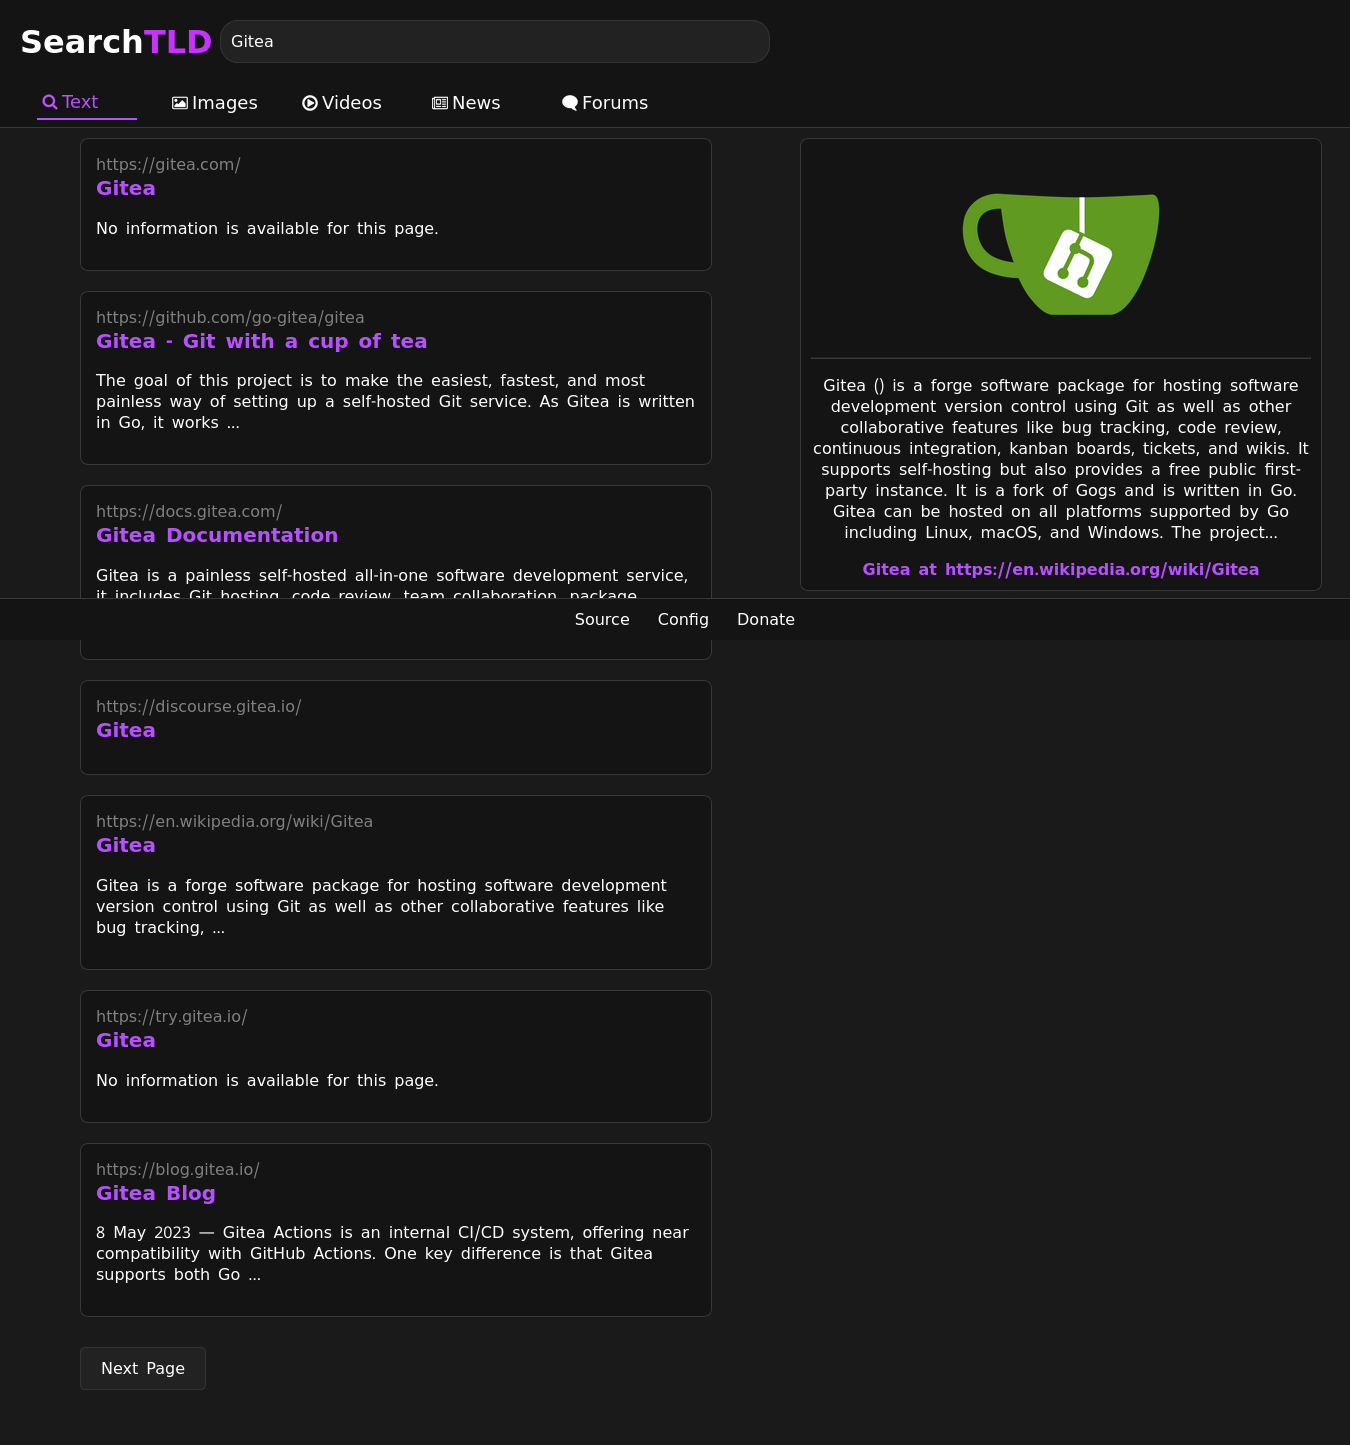 SearchTLD
Gitea
Text
Images
Videos
News
Forums
https://gitea.com/
Gitea
No information is available for this page.
https://github.com/go-gitea/gitea
Gitea - Git with a cup of tea
The goal of this project is to make the easiest, fastest, and most
painless way of setting up a self-hosted Git service. As Gitea is written
in Go, it works ...
https://docs.gitea.com/
Gitea Documentation
Gitea is a painless self-hosted all-in-one software development service,
it includes Git hosting, code review, team collaboration, package
https://discourse.gitea.io/
Gitea
https://en.wikipedia.org/wiki/Gitea
Gitea
Gitea is a forge software package for hosting software development
version control using Git as well as other collaborative features like
bug tracking, ...
https://try.gitea.io/
Gitea
No information is available for this page.
https://blog.gitea.io/
Gitea Blog
8 May 2023 — Gitea Actions is an internal CI/CD system, offering near
compatibility with GitHub Actions. One key difference is that Gitea
supports both Go ...
Next Page
Gitea () is a forge software package for hosting software
development version control using Git as well as other
collaborative features like bug tracking, code review,
continuous integration, kanban boards, tickets, and wikis. It
supports self-hosting but also provides a free public first-
party instance. It is a fork of Gogs and is written in Go.
Gitea can be hosted on all platforms supported by Go
including Linux, macOS, and Windows. The project...
Gitea at https://en.wikipedia.org/wiki/Gitea
Source
Config
Donate